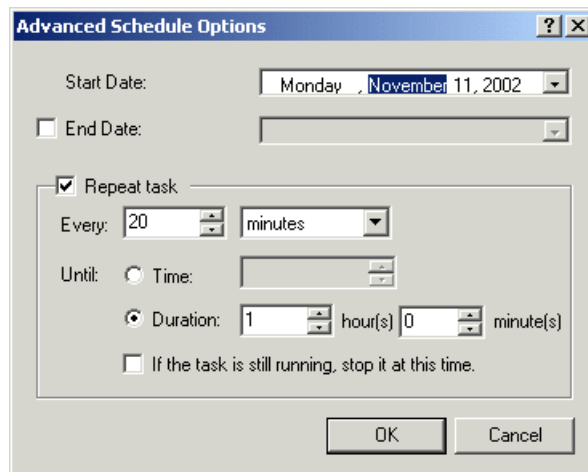 Advanced Schedule Options
Start Date: Monday , November 11, 2002
End Date:
Repeat task
Every: 20 minutes
Until: Time:
Duration: 1 hour(s) 0 minute(s)
If the task is still running, stop it at this time.
OK Cancel